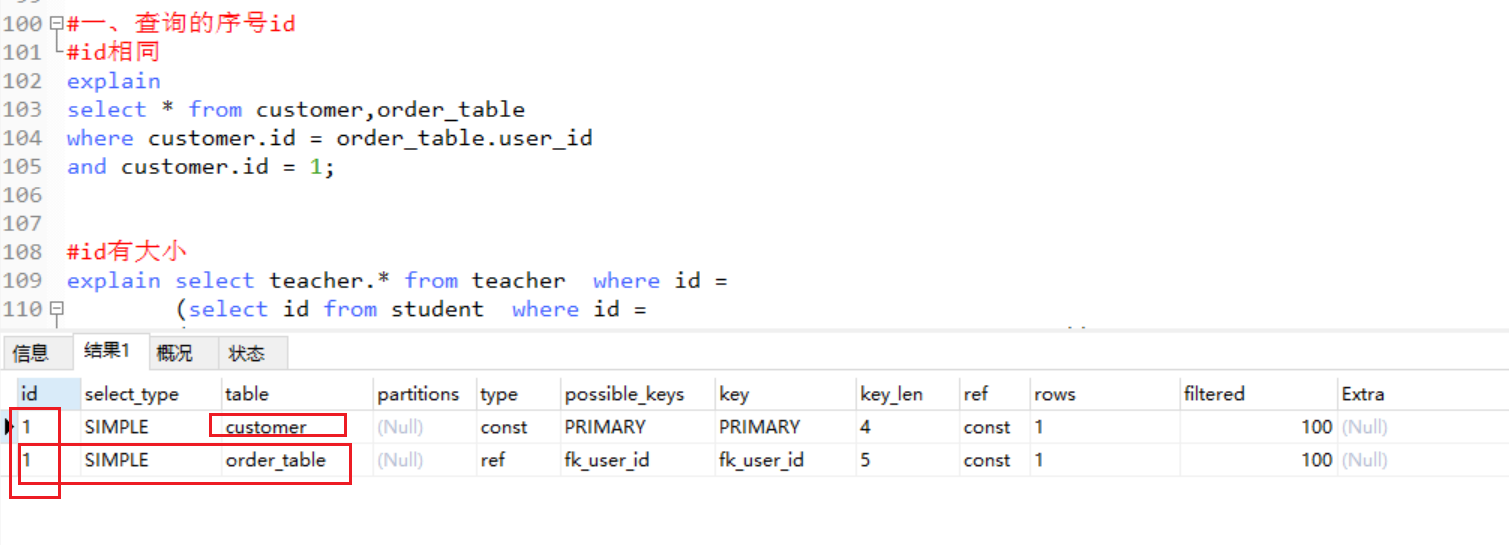 100 #一、查询的序号id
101 #id相同
102 explain
103 select * from customer,order_table
104 where customer.id = order_table.user_id
105 and customer.id = 1;
106
107
108 #id有大小
109 explain select teacher.* from teacher  where id =
110 (select id from student  where id =
信息 结果1 概况 状态
id select_type table partitions type possible_keys key key_len ref rows filtered Extra
1 SIMPLE customer (Null) const PRIMARY PRIMARY 4 const 1 100 (Null)
1 SIMPLE order_table (Null) ref fk_user_id fk_user_id 5 const 1 100 (Null)